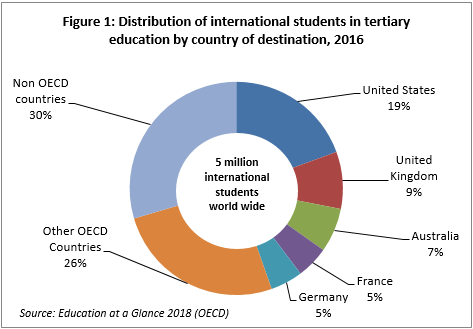 Figure 1: Distribution of international students in tertiary
education by country of destination, 2016
Non OECD
countries
30%
United States
19%
United
Kingdom
9%
5 million
international
students
world wide
Australia
7%
Other OECD
Countries
26%
France
5%
Germany
5%
Source: Education at a Glance 2018 (OECD)